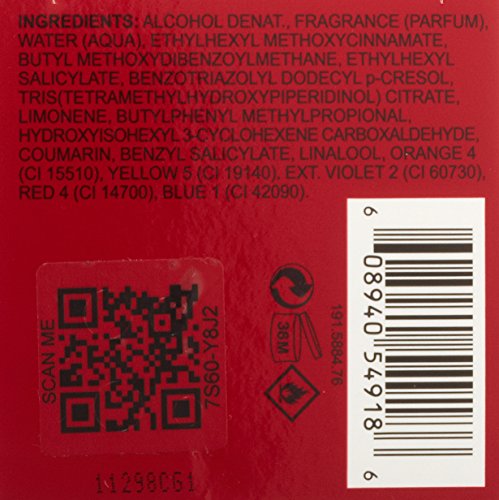 INGREDIENTS: ALCOHOL DENAT., FRAGRANCE (PARFUM),
WATER (AQUA), ETHYLHEXYL METHOXYCINNAMATE,
BUTYL METHOXYDIBENZOYLMETHANE, ETHYLHEXYL
SALICYLATE, BENZOTRIAZOLYL DODECYL p-CRESOL,
TRIS(TETRAMETHYLHYDROXYPIPERIDINOL) CITRATE,
LIMONENE, BUTYLPHENYL METHYLPROPIONAL,
HYDROXYISOHEXYL 3-CYCLOHEXENE CARBOXALDEHYDE,
COUMARIN, BENZYL SALICYLATE, LINALOOL, ORANGE 4
(CI 15510), YELLOW 5 (CI 19140). EXT. VIOLET 2 (CI 60730),
RED 4 (CI 14700), BLUE 1 (CI 42090).
SCAN ME
7S60-Y8J2
36M
191.5884.76
6 08940 54918 6
11298CG1